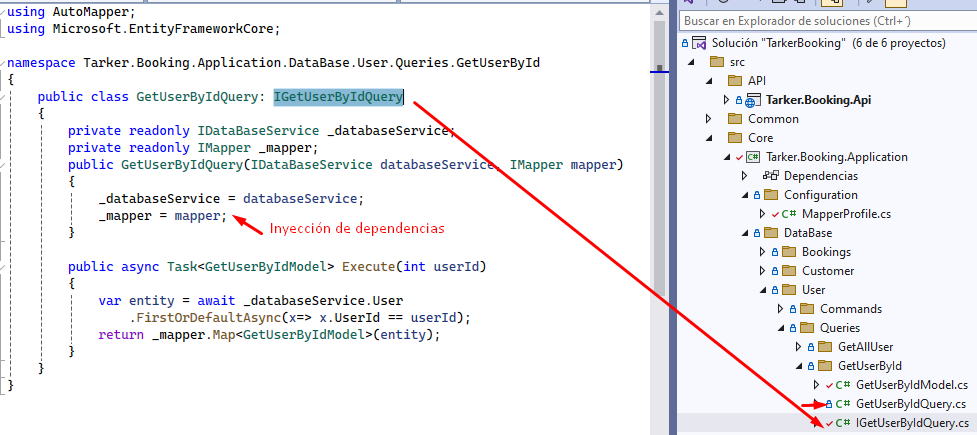 using AutoMapper;
using Microsoft.EntityFrameworkCore;
namespace Tarker.Booking.Application.DataBase.User.Queries.GetUserById
{
public class GetUserByIdQuery: IGetUserByIdQuery
{
private readonly IDataBaseService _databaseService;
private readonly IMapper _mapper;
public GetUserByIdQuery(IDataBaseService databaseService, IMapper mapper)
{
_databaseService = databaseService;
_mapper = mapper;
}
Inyección de dependencias
public async Task<GetUserByIdModel> Execute(int userId)
{
var entity = await _databaseService.User
.FirstOrDefaultAsync(x=> x.UserId == userId);
return _mapper.Map<GetUserByIdModel>(entity);
}
}
}
Buscar en Explorador de soluciones (Ctrl+´)
Solución "TarkerBooking" (6 de 6 proyectos)
src
API
Tarker.Booking.Api
Common
Core
C# Tarker.Booking.Application
Dependencias
Configuration
C# MapperProfile.cs
DataBase
Bookings
Customer
User
Commands
Queries
GetAllUser
GetUserById
C# GetUserByIdModel.cs
C# GetUserByIdQuery.cs
C# IGetUserByIdQuery.cs